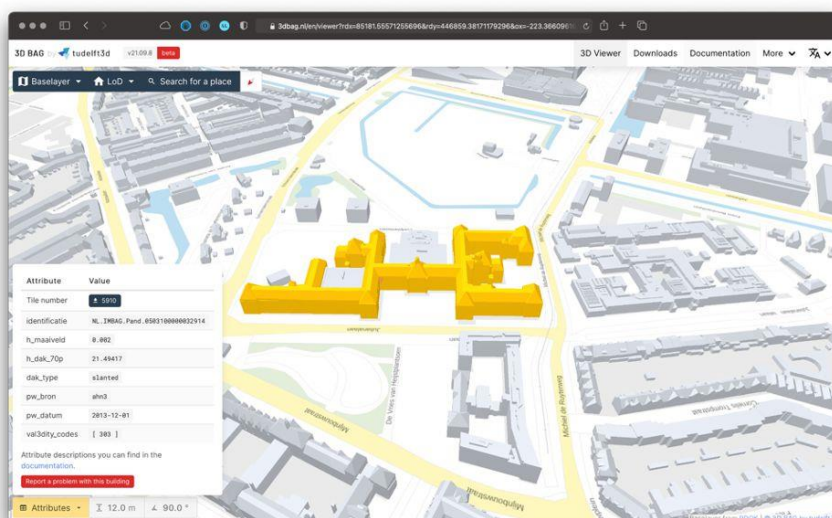 3dbag.nl/en/viewer?rdx=85181.55571255696&rdy=446859.38171179296&ox=-223.366096
3D BAG by tudelft3d v21.09.8 beta
3D Viewer Downloads Documentation More
Baselayer LoD Search for a place
Attribute Value
Tile number 5910
identificatie NL.IMBAG.Pand.0503100000032914
h_maaiveld 0.002
h_dak_70p 21.49417
dak_type slanted
pw_bron ahn3
pw_datum 2013-12-01
val3dity_codes [ 303 ]
Attribute descriptions you can find in the
documentation.
Report a problem with this building
Attributes 12.0 m 90.0 °
Julianalaan
De Vries van Heystplantsoen
Mijnbouwstraat
Michiel de Ruyterweg
Cornelis Trompstraat
Mijnbouwstraat